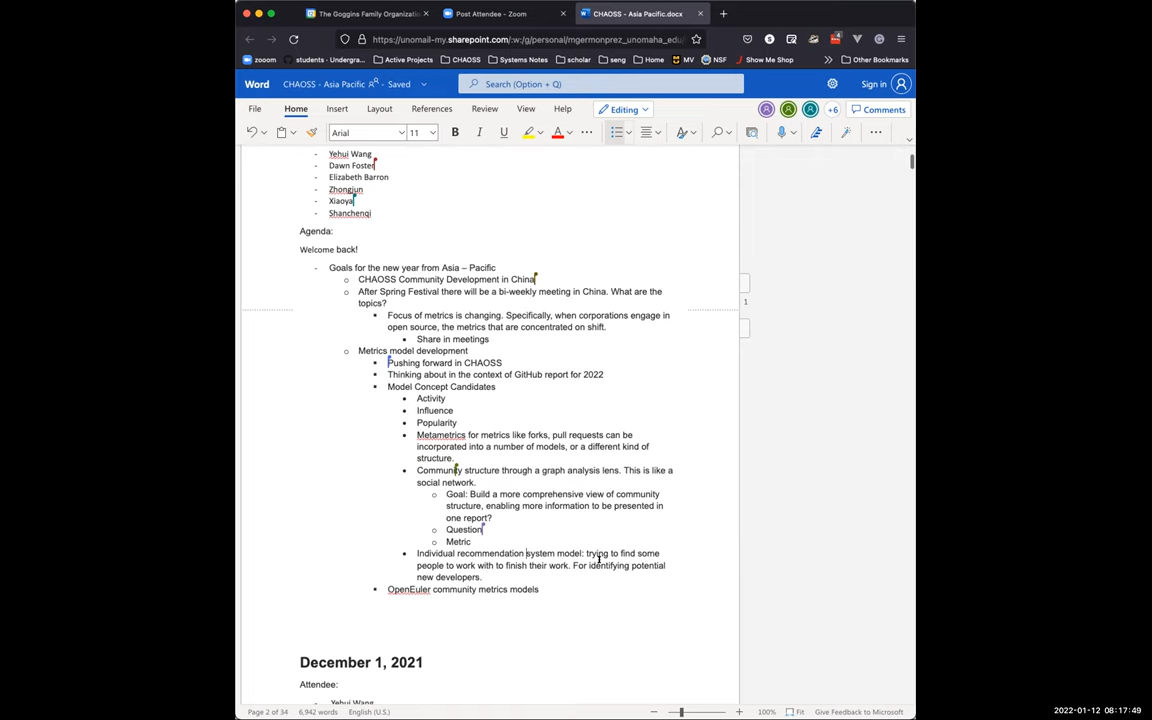 The Goggins Family Organizatio
Post Attendee - Zoom
CHAOSS - Asia Pacific.docx
https://unomail-my.sharepoint.com/:w:/g/personal/mgermonprez_unomaha_edu
zooom
students - Undergra...
Active Projects
CHAOSS
Systems Notes
scholar
seng
Home
MV
NSF
Show Me Shop
Other Bookmarks
Word
CHAOSS - Asia Pacific
- Saved
Search (Option + Q)
Sign in
File
Home
Insert
Layout
References
Review
View
Help
Editing
+6
Comments
Arial
11
B
I
U
A
- Yehui Wang
- Dawn Foster
- Elizabeth Barron
- Zhongjun
- Xiaoya
- Shanchenqi
Agenda:
Welcome back!
- Goals for the new year from Asia – Pacific
o CHAOSS Community Development in China
o After Spring Festival there will be a bi-weekly meeting in China. What are the
topics?
▪ Focus of metrics is changing. Specifically, when corporations engage in
open source, the metrics that are concentrated on shift.
• Share in meetings
o Metrics model development
▪ Pushing forward in CHAOSS
▪ Thinking about in the context of GitHub report for 2022
▪ Model Concept Candidates
• Activity
• Influence
• Popularity
• Metametrics for metrics like forks, pull requests can be
incorporated into a number of models, or a different kind of
structure.
• Community structure through a graph analysis lens. This is like a
social network.
o Goal: Build a more comprehensive view of community
structure, enabling more information to be presented in
one report?
o Question
o Metric
• Individual recommendation system model: trying to find some
people to work with to finish their work. For identifying potential
new developers.
▪ OpenEuler community metrics models
1
December 1, 2021
Attendee:
- Yehui Wang
Page 2 of 34
6,942 words
English (U.S.)
100%
Fit
Give Feedback to Microsoft
2022-01-12 08:17:49